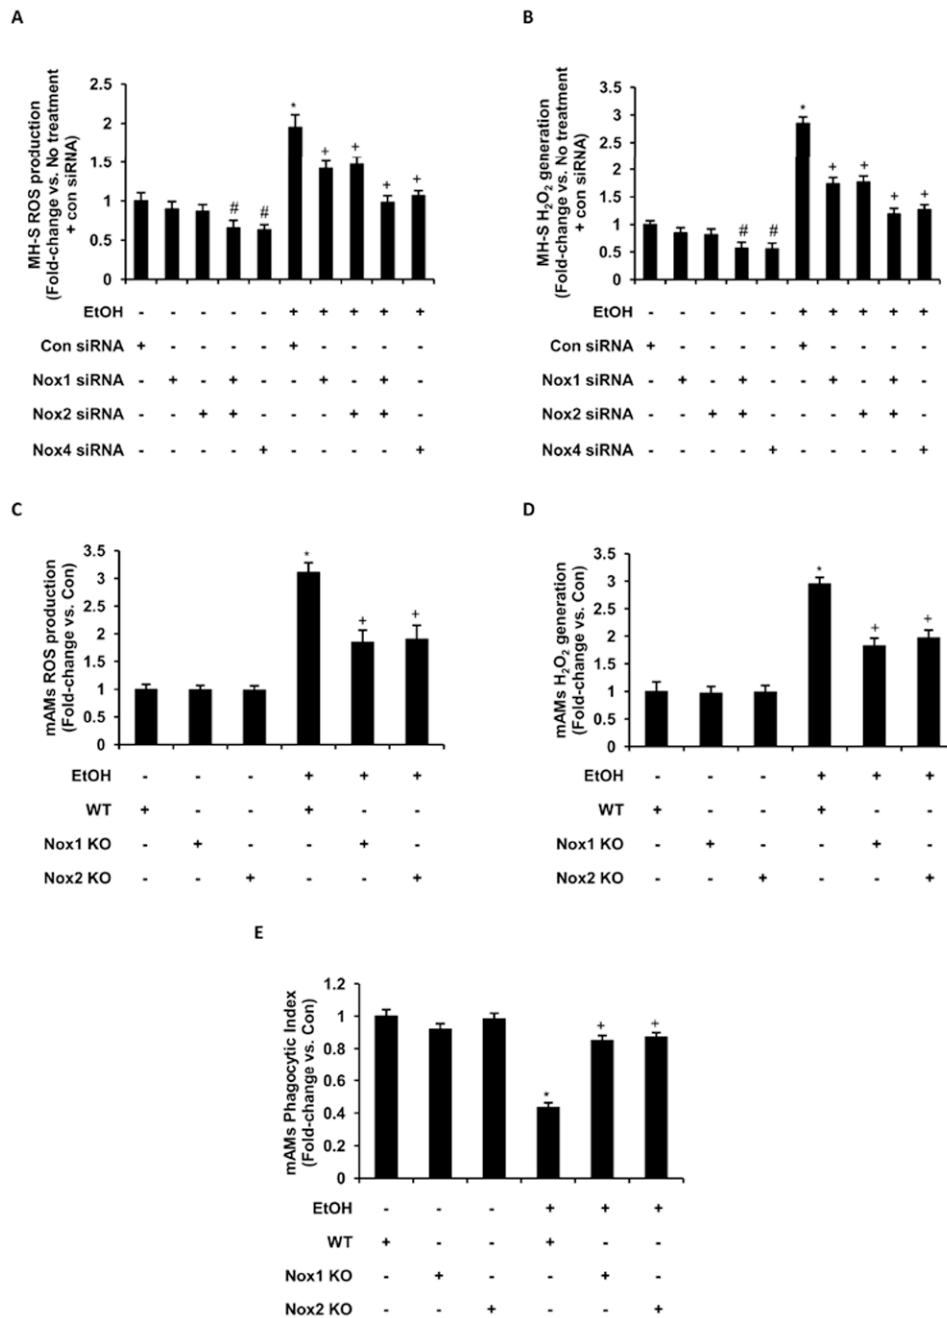 A
MH-S ROS production
(Fold-change vs. No treatment
+ con siRNA)
2.5
2
1.5
1
0.5
0
# # * + + + +
EtOH - - - - - + + + + +
Con siRNA + - - - - + - - - -
Nox1 siRNA - + - + - - + - + -
Nox2 siRNA - - + + - - - + + -
Nox4 siRNA - - - - + - - - - +
B
MH-S H₂O₂ generation
(Fold-change vs. No treatment
+ con siRNA)
3.5
3
2.5
2
1.5
1
0.5
0
# # * + + + +
EtOH - - - - - + + + + +
Con siRNA + - - - - + - - - -
Nox1 siRNA - + - + - - + - + -
Nox2 siRNA - - + + - - - + + -
Nox4 siRNA - - - - + - - - - +
C
mAMs ROS production
(Fold-change vs. Con)
3.5
3
2.5
2
1.5
1
0.5
0
* + +
EtOH - - - + + +
WT + - - + - -
Nox1 KO - + - - + -
Nox2 KO - - + - - +
D
mAMs H₂O₂ generation
(Fold-change vs. Con)
3.5
3
2.5
2
1.5
1
0.5
0
* + +
EtOH - - - + + +
WT + - - + - -
Nox1 KO - + - - + -
Nox2 KO - - + - - +
E
mAMs Phagocytic Index
(Fold-change vs. Con)
1.2
1
0.8
0.6
0.4
0.2
0
* + +
EtOH - - - + + +
WT + - - + - -
Nox1 KO - + - - + -
Nox2 KO - - + - - +